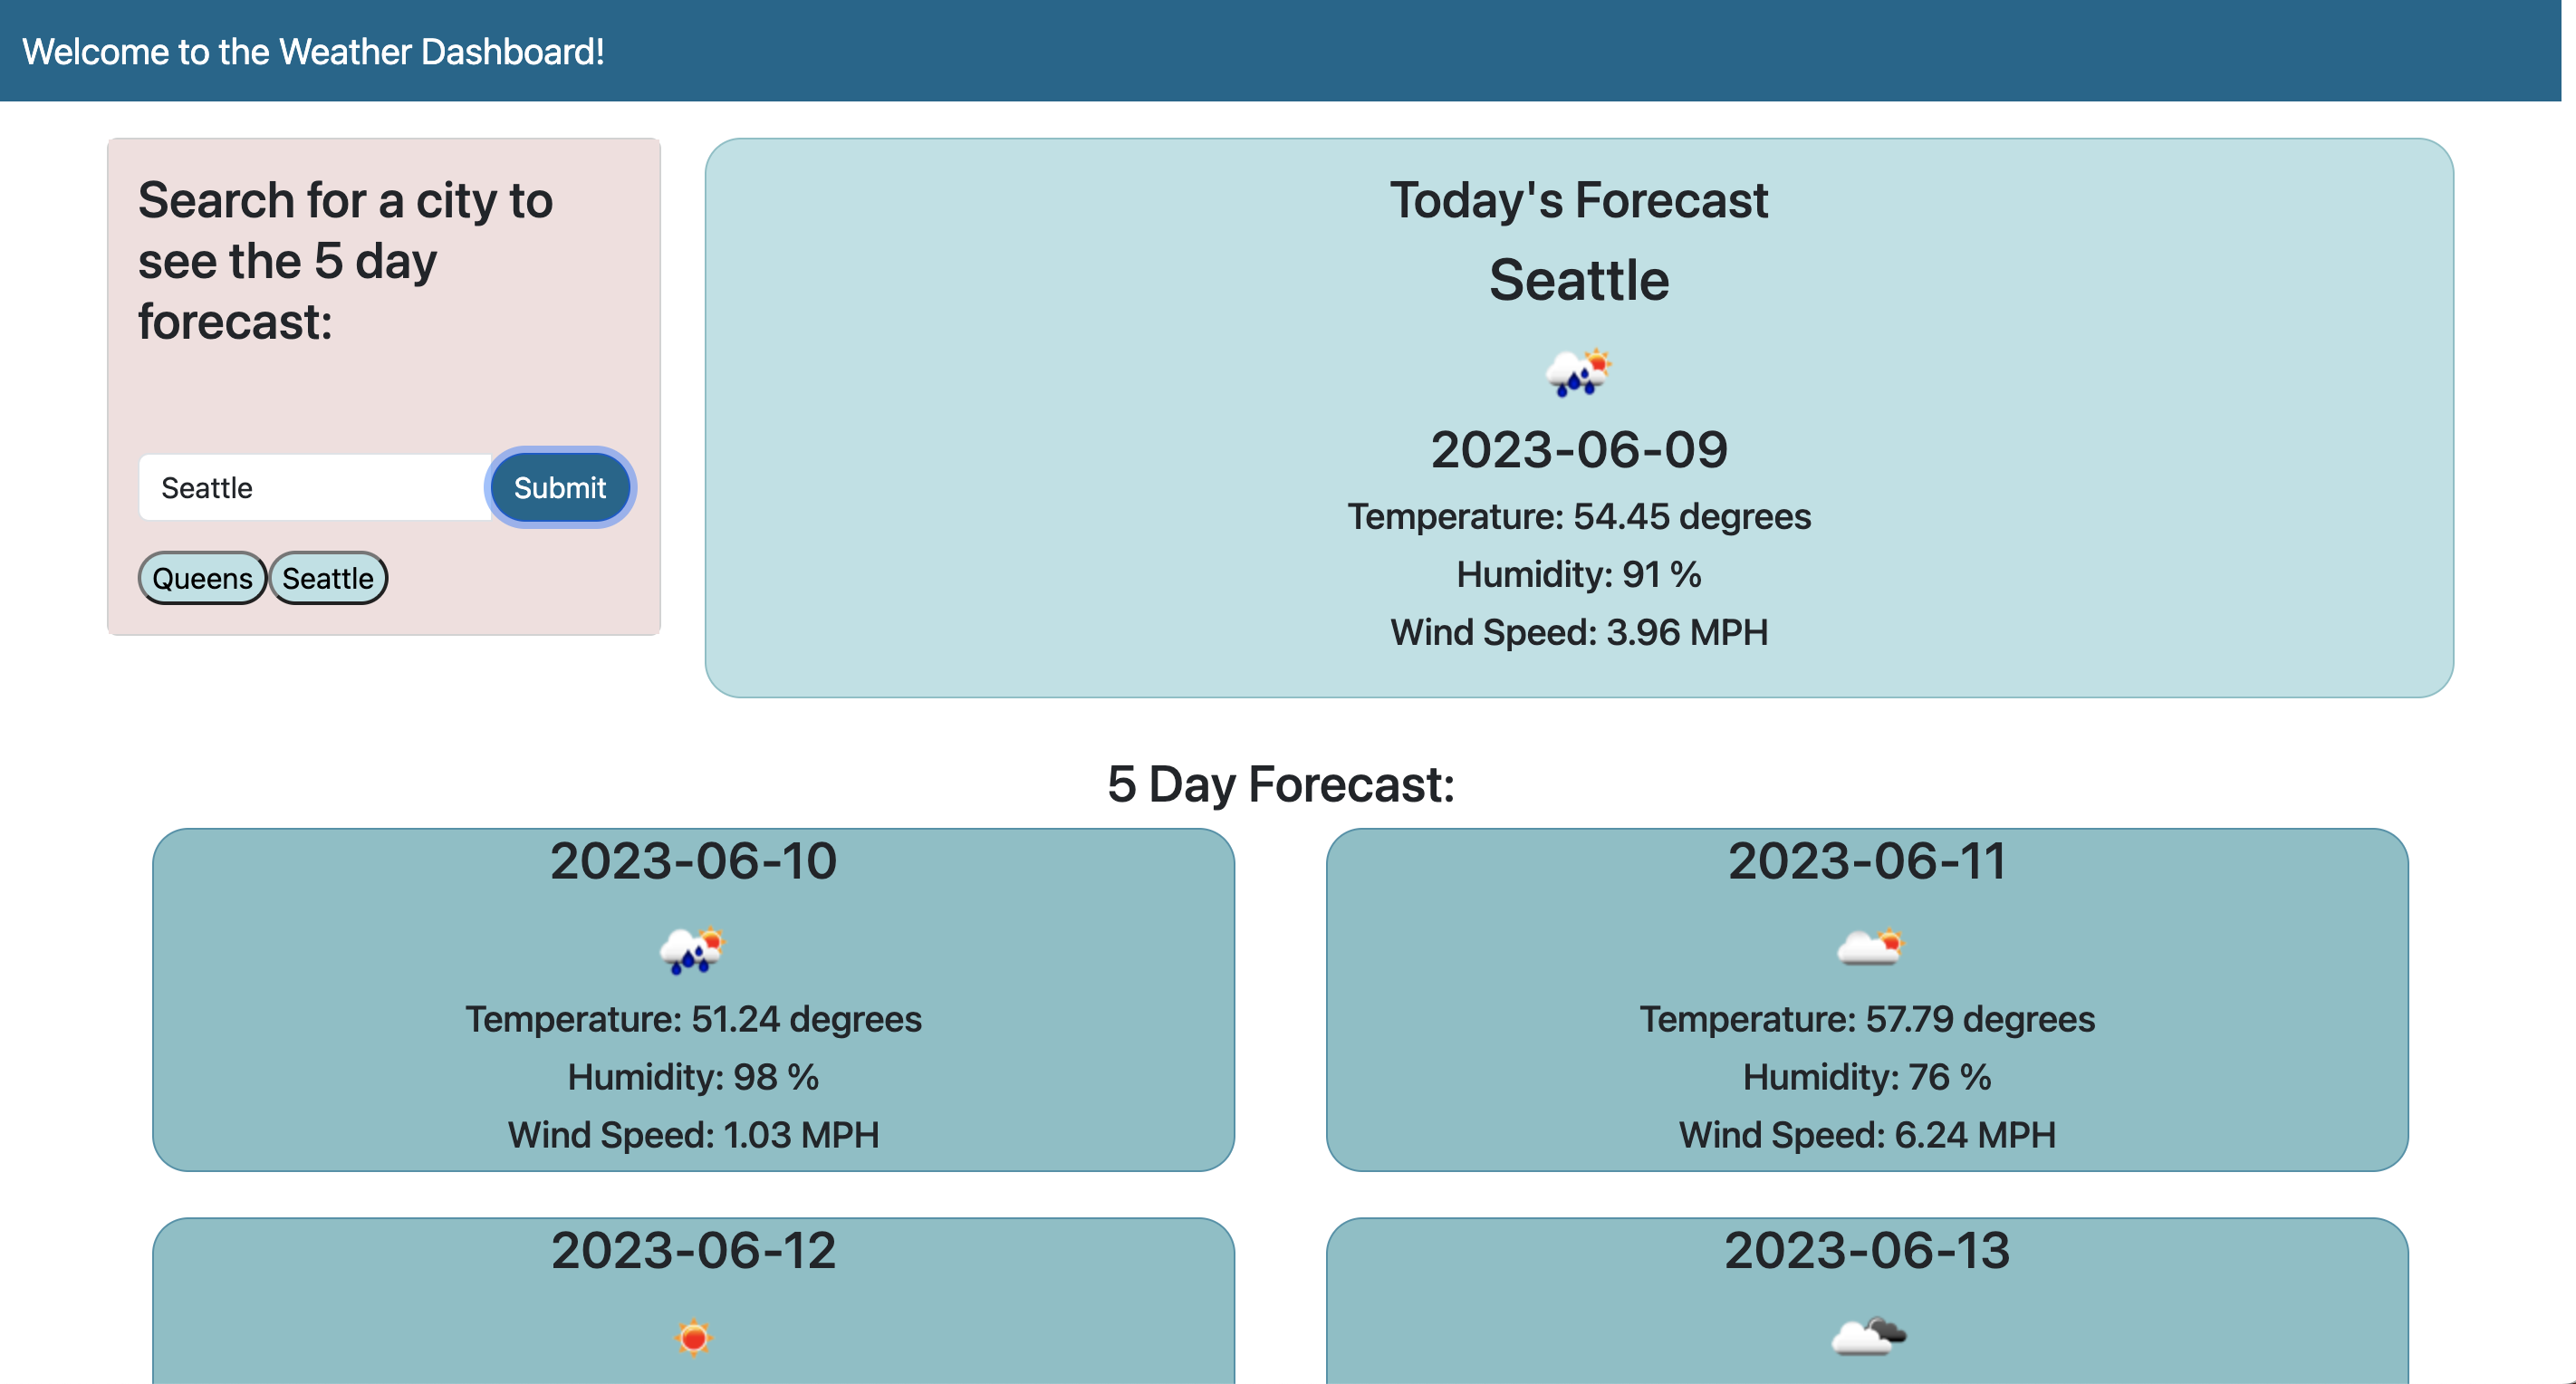 Welcome to the Weather Dashboard!
Search for a city to
see the 5 day
forecast:
Seattle
Submit
Queens
Seattle
Today's Forecast
Seattle
2023-06-09
Temperature: 54.45 degrees
Humidity: 91 %
Wind Speed: 3.96 MPH
5 Day Forecast:
2023-06-10
Temperature: 51.24 degrees
Humidity: 98 %
Wind Speed: 1.03 MPH
2023-06-11
Temperature: 57.79 degrees
Humidity: 76 %
Wind Speed: 6.24 MPH
2023-06-12
2023-06-13